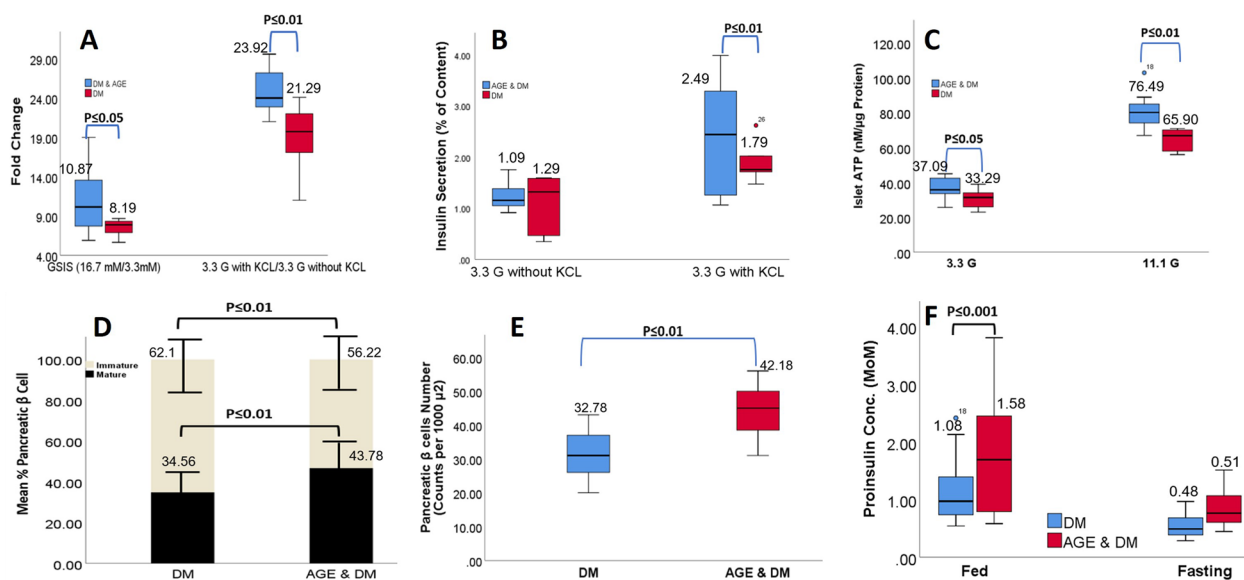 A
P≤0.01
23.92
29.00
DM & AGE
DM
24.00
21.29
Fold Change
P≤0.05
19.00
14.00
10.87
8.19
9.00
4.00
GSIS (16.7 mM/3.3mM)
3.3 G with KCL/3.3 G without KCL
B
P≤0.01
4.00
AGE & DM
DM
2.49
3.00
26
Insulin Secretion (% of Content)
2.00
1.79
1.09
1.29
1.00
.00
3.3 G without KCL
3.3 G with KCL
C
P≤0.01
120.00
100.00
18
AGE & DM
DM
76.49
80.00
65.90
Islet ATP (nM/µg Protien)
60.00
P≤0.05
37.09
33.29
40.00
20.00
.00
3.3 G
11.1 G
D
P≤0.01
100.00
62.1
56.22
Immature
Mature
80.00
P≤0.01
60.00
Mean % Pancreatic β Cell
34.56
43.78
40.00
20.00
0.00
DM
AGE & DM
E
P≤0.01
60.00
42.18
50.00
32.78
40.00
Pancreatic β cells Number
(Counts per 1000 µ2)
30.00
20.00
10.00
.00
DM
AGE & DM
F
P≤0.001
4.00
3.00
Proinsulin Conc. (MoM)
18
1.08
1.58
2.00
0.48
0.51
1.00
DM
AGE & DM
.00
Fed
Fasting